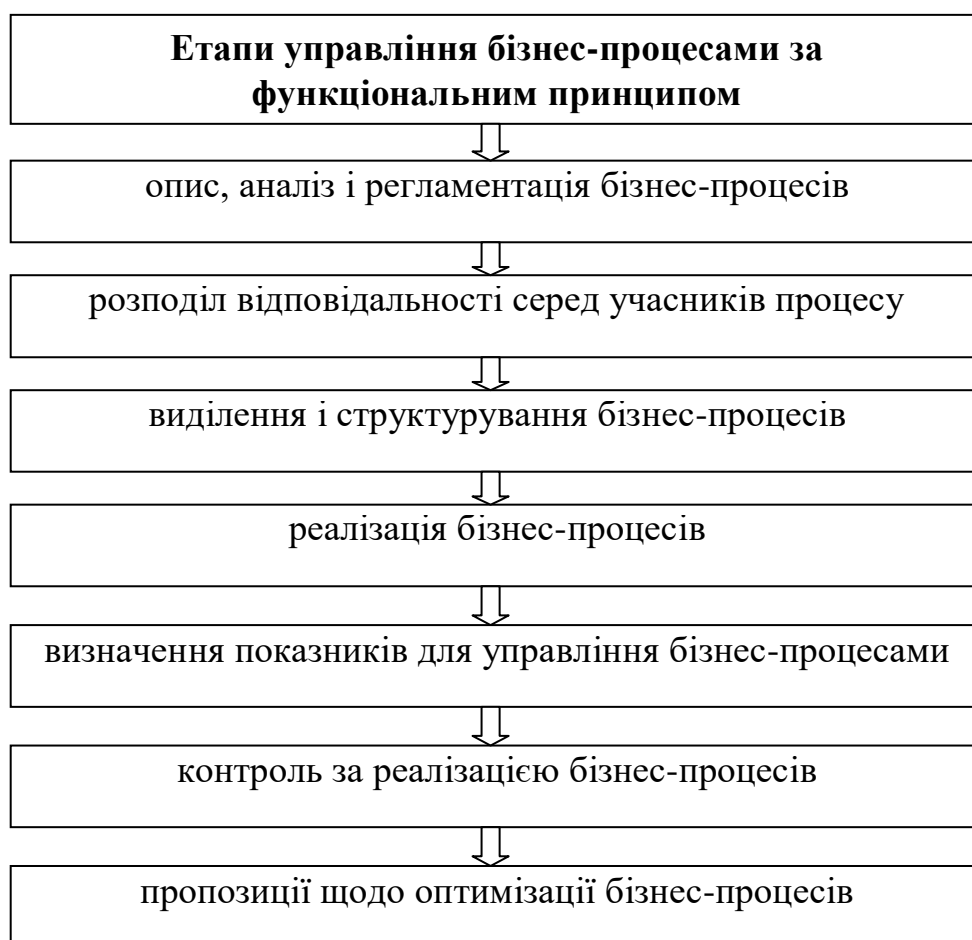 Етапи управління бізнес-процесами за
функціональним принципом
опис, аналіз і регламентація бізнес-процесів
розподіл відповідальності серед учасників процесу
виділення і структурування бізнес-процесів
реалізація бізнес-процесів
визначення показників для управління бізнес-процесами
контроль за реалізацією бізнес-процесів
пропозиції щодо оптимізації бізнес-процесів